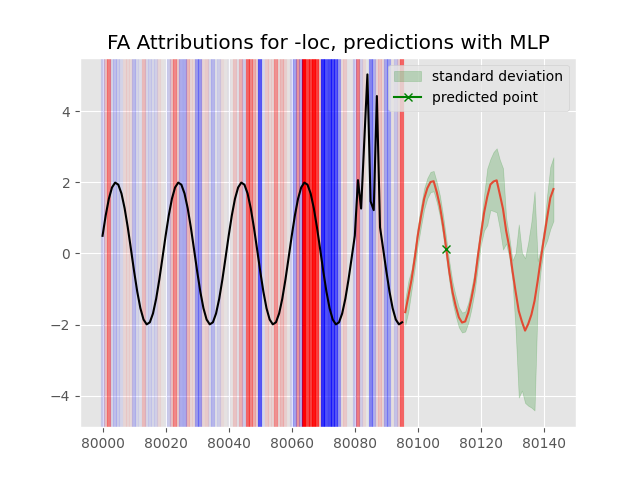 FA Attributions for -loc, predictions with MLP
standard deviation
predicted point
4
2
0
−2
−4
80000 80020 80040 80060 80080 80100 80120 80140